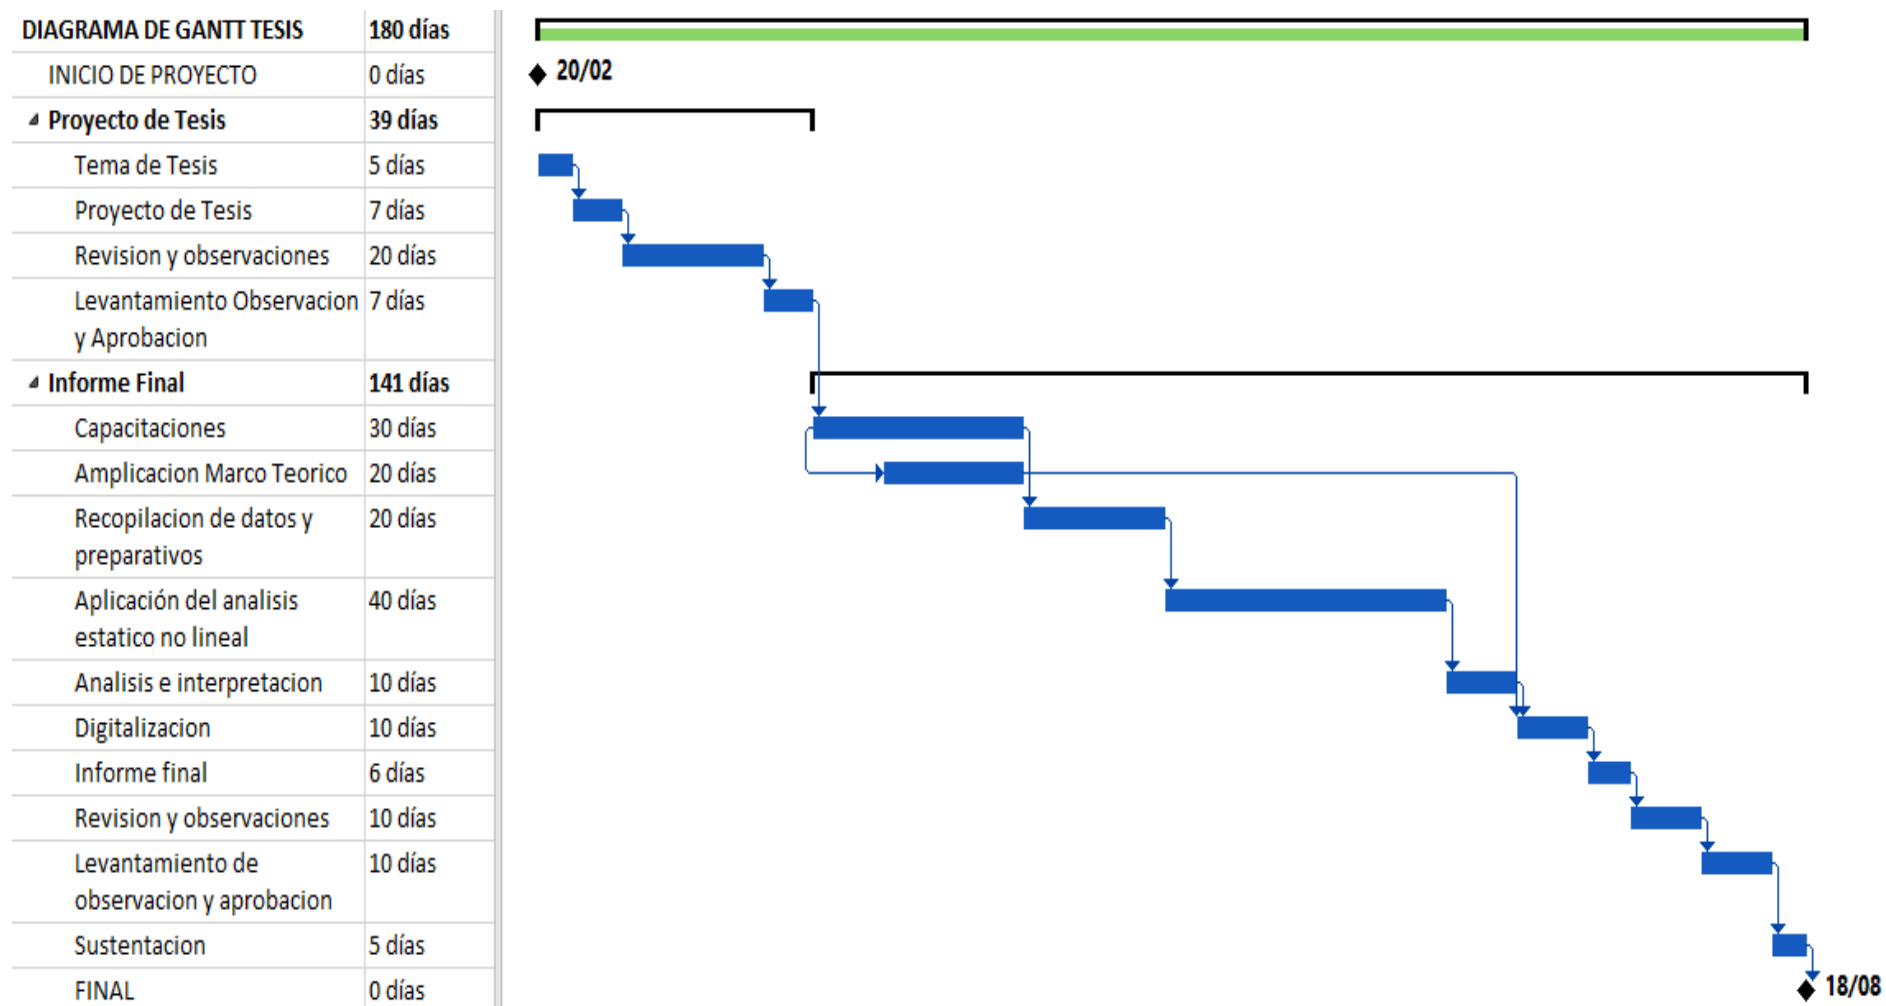 DIAGRAMA DE GANTT TESIS 180 días
INICIO DE PROYECTO 0 días 20/02
Proyecto de Tesis 39 días
Tema de Tesis 5 días
Proyecto de Tesis 7 días
Revision y observaciones 20 días
Levantamiento Observacion 7 días
y Aprobacion
Informe Final 141 días
Capacitaciones 30 días
Amplicacion Marco Teorico 20 días
Recopilacion de datos y 20 días
preparativos
Aplicación del analisis 40 días
estatico no lineal
Analisis e interpretacion 10 días
Digitalizacion 10 días
Informe final 6 días
Revision y observaciones 10 días
Levantamiento de 10 días
observacion y aprobacion
Sustentacion 5 días
FINAL 0 días 18/08